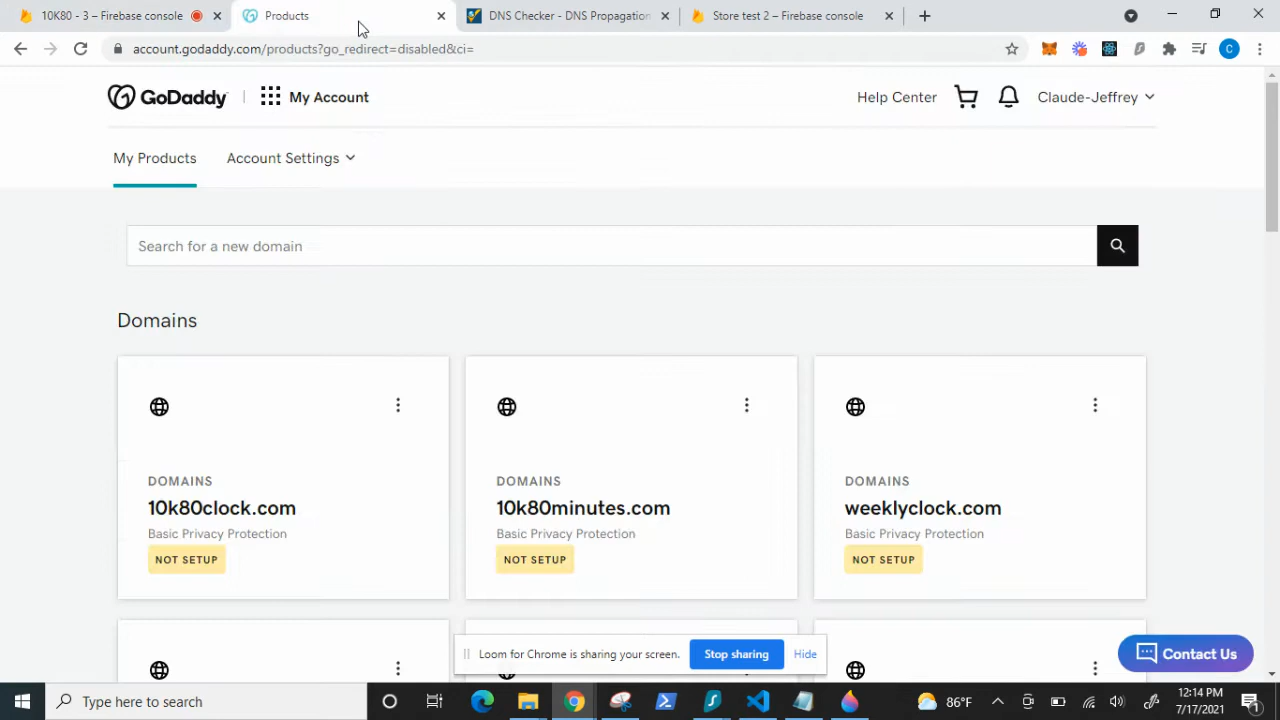 10K80 - 3 – Firebase console
Products
DNS Checker - DNS Propagation
Store test 2 – Firebase console
account.godaddy.com/products?go_redirect=disabled&ci=
C
GoDaddy
My Account
Help Center
Claude-Jeffrey
My Products
Account Settings
Search for a new domain
Domains
DOMAINS
10k80clock.com
Basic Privacy Protection
NOT SETUP
DOMAINS
10k80minutes.com
Basic Privacy Protection
NOT SETUP
DOMAINS
weeklyclock.com
Basic Privacy Protection
NOT SETUP
Loom for Chrome is sharing your screen.
Stop sharing
Hide
Contact Us
Type here to search
86°F
12:14 PM
7/17/2021
1